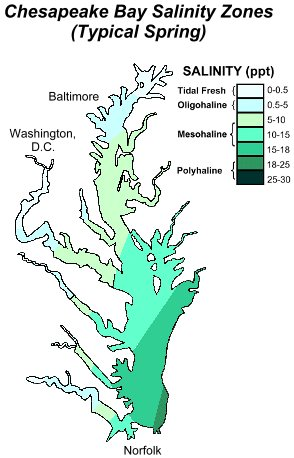 Chesapeake Bay Salinity Zones
(Typical Spring)
SALINITY (ppt)
Tidal Fresh 0-0.5
Oligohaline 0.5-5
5-10
Mesohaline 10-15
15-18
Polyhaline 18-25
25-30
Baltimore
Washington,
D.C.
Norfolk